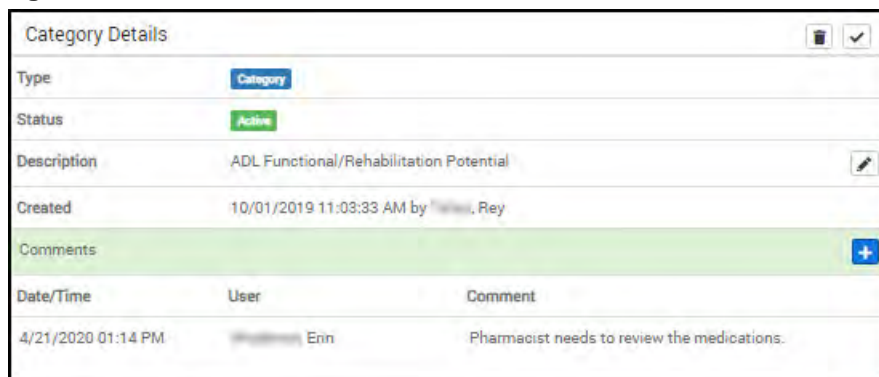 Category Details
Type Category
Status Active
Description ADL Functional/Rehabilitation Potential
Created 10/01/2019 11:03:33 AM by , Rey
Comments
Date/Time User Comment
4/21/2020 01:14 PM , Erin Pharmacist needs to review the medications.